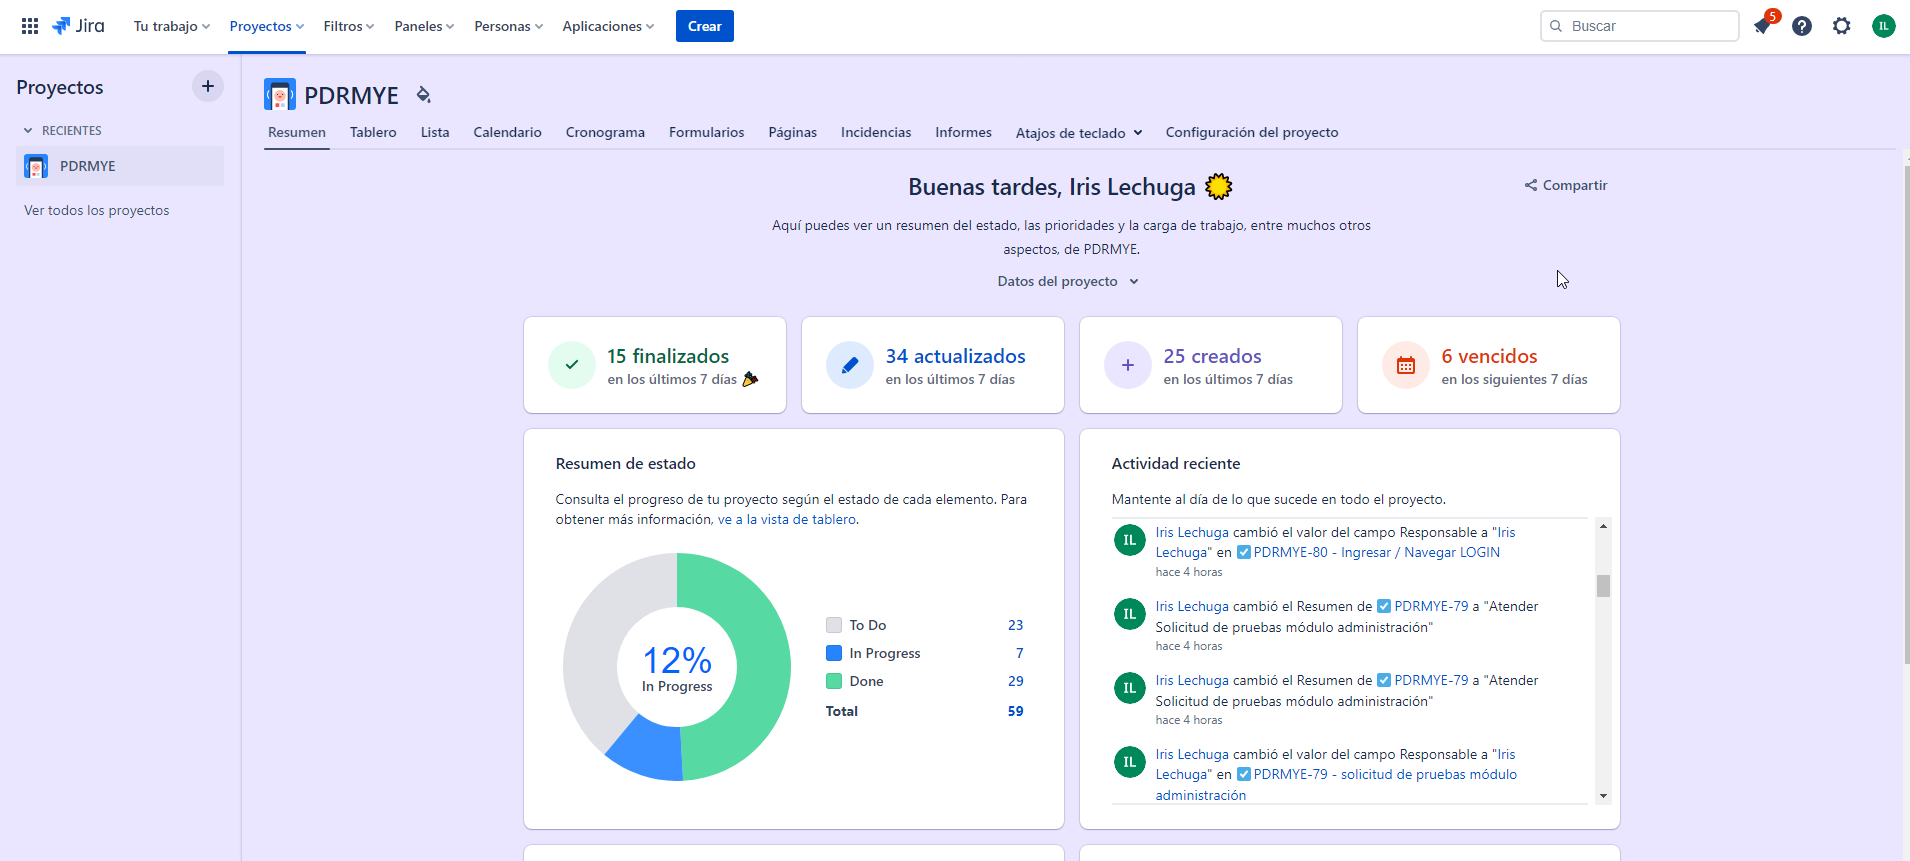 Jira
Tu trabajo
Proyectos
Filtros
Paneles
Personas
Aplicaciones
Crear
Buscar
5
IL
Proyectos
RECIENTES
PDRMYE
Ver todos los proyectos
PDRMYE
Resumen
Tablero
Lista
Calendario
Cronograma
Formularios
Páginas
Incidencias
Informes
Atajos de teclado
Configuración del proyecto
Buenas tardes, Iris Lechuga
Compartir
Aquí puedes ver un resumen del estado, las prioridades y la carga de trabajo, entre muchos otros
aspectos, de PDRMYE.
Datos del proyecto
15 finalizados
en los últimos 7 días
34 actualizados
en los últimos 7 días
25 creados
en los últimos 7 días
6 vencidos
en los siguientes 7 días
Resumen de estado
Consulta el progreso de tu proyecto según el estado de cada elemento. Para
obtener más información, ve a la vista de tablero.
12%
In Progress
To Do 23
In Progress 7
Done 29
Total 59
Actividad reciente
Mantente al día de lo que sucede en todo el proyecto.
IL
Iris Lechuga cambió el valor del campo Responsable a "Iris
Lechuga" en PDRMYE-80 - Ingresar / Navegar LOGIN
hace 4 horas
IL
Iris Lechuga cambió el Resumen de PDRMYE-79 a "Atender
Solicitud de pruebas módulo administración"
hace 4 horas
IL
Iris Lechuga cambió el Resumen de PDRMYE-79 a "Atender
Solicitud de pruebas módulo administración"
hace 4 horas
IL
Iris Lechuga cambió el valor del campo Responsable a "Iris
Lechuga" en PDRMYE-79 - solicitud de pruebas módulo
administración